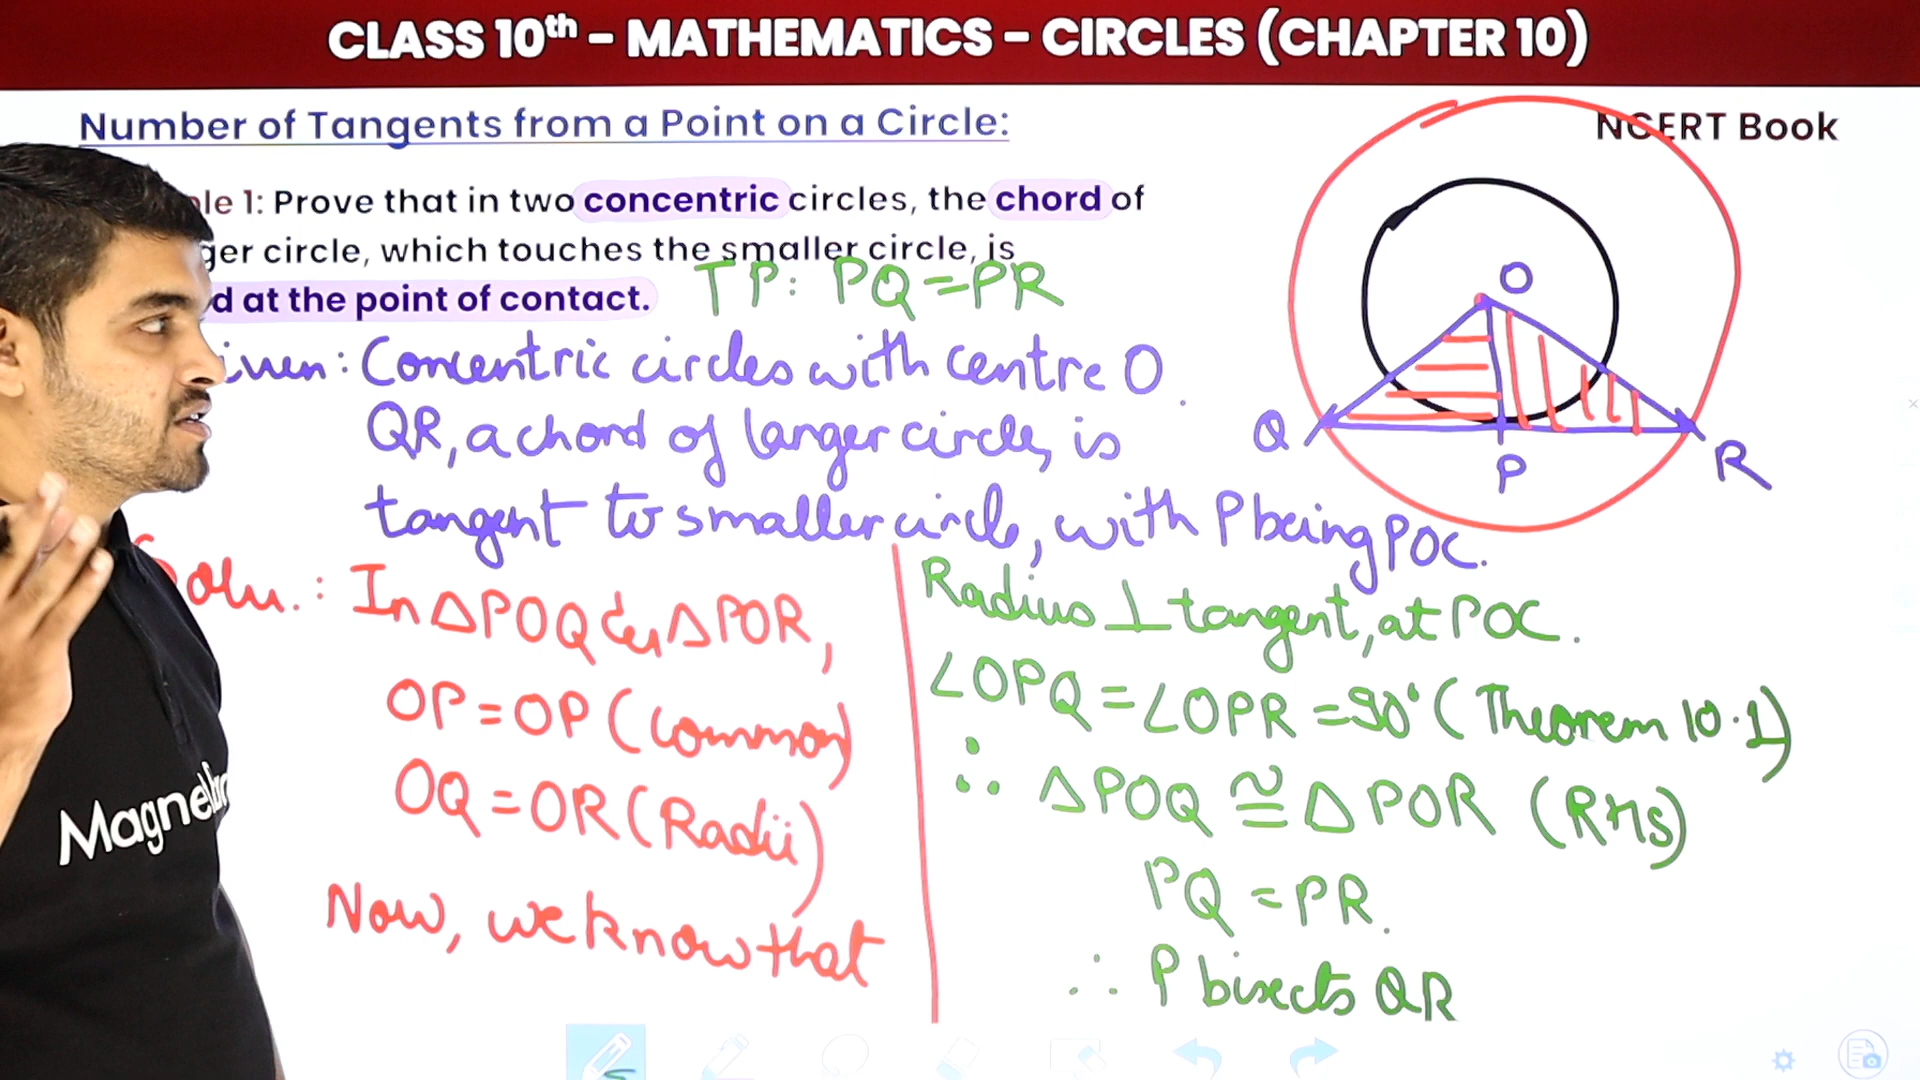 CLASS 10th - MATHEMATICS - CIRCLES (CHAPTER 10)
Number of Tangents from a Point on a Circle:
NCERT Book
le 1: Prove that in two concentric circles, the chord of
ger circle, which touches the smaller circle, is
d at the point of contact.
TP: PQ=PR
iven: Concentric circles with centre O.
QR, a chord of larger circle, is
tangent to smaller circle, with P being POC.
O
Q
P
R
Soln.: In ΔPOQ & ΔPOR,
OP = OP (Common)
OQ = OR (Radii)
Now, we know that
Radius ⊥ tangent, at POC.
∠OPQ = ∠OPR = 90° (Theorem 10.1)
∴ ΔPOQ ≅ ΔPOR (RHS)
PQ = PR.
∴ P bisects QR
Magnet